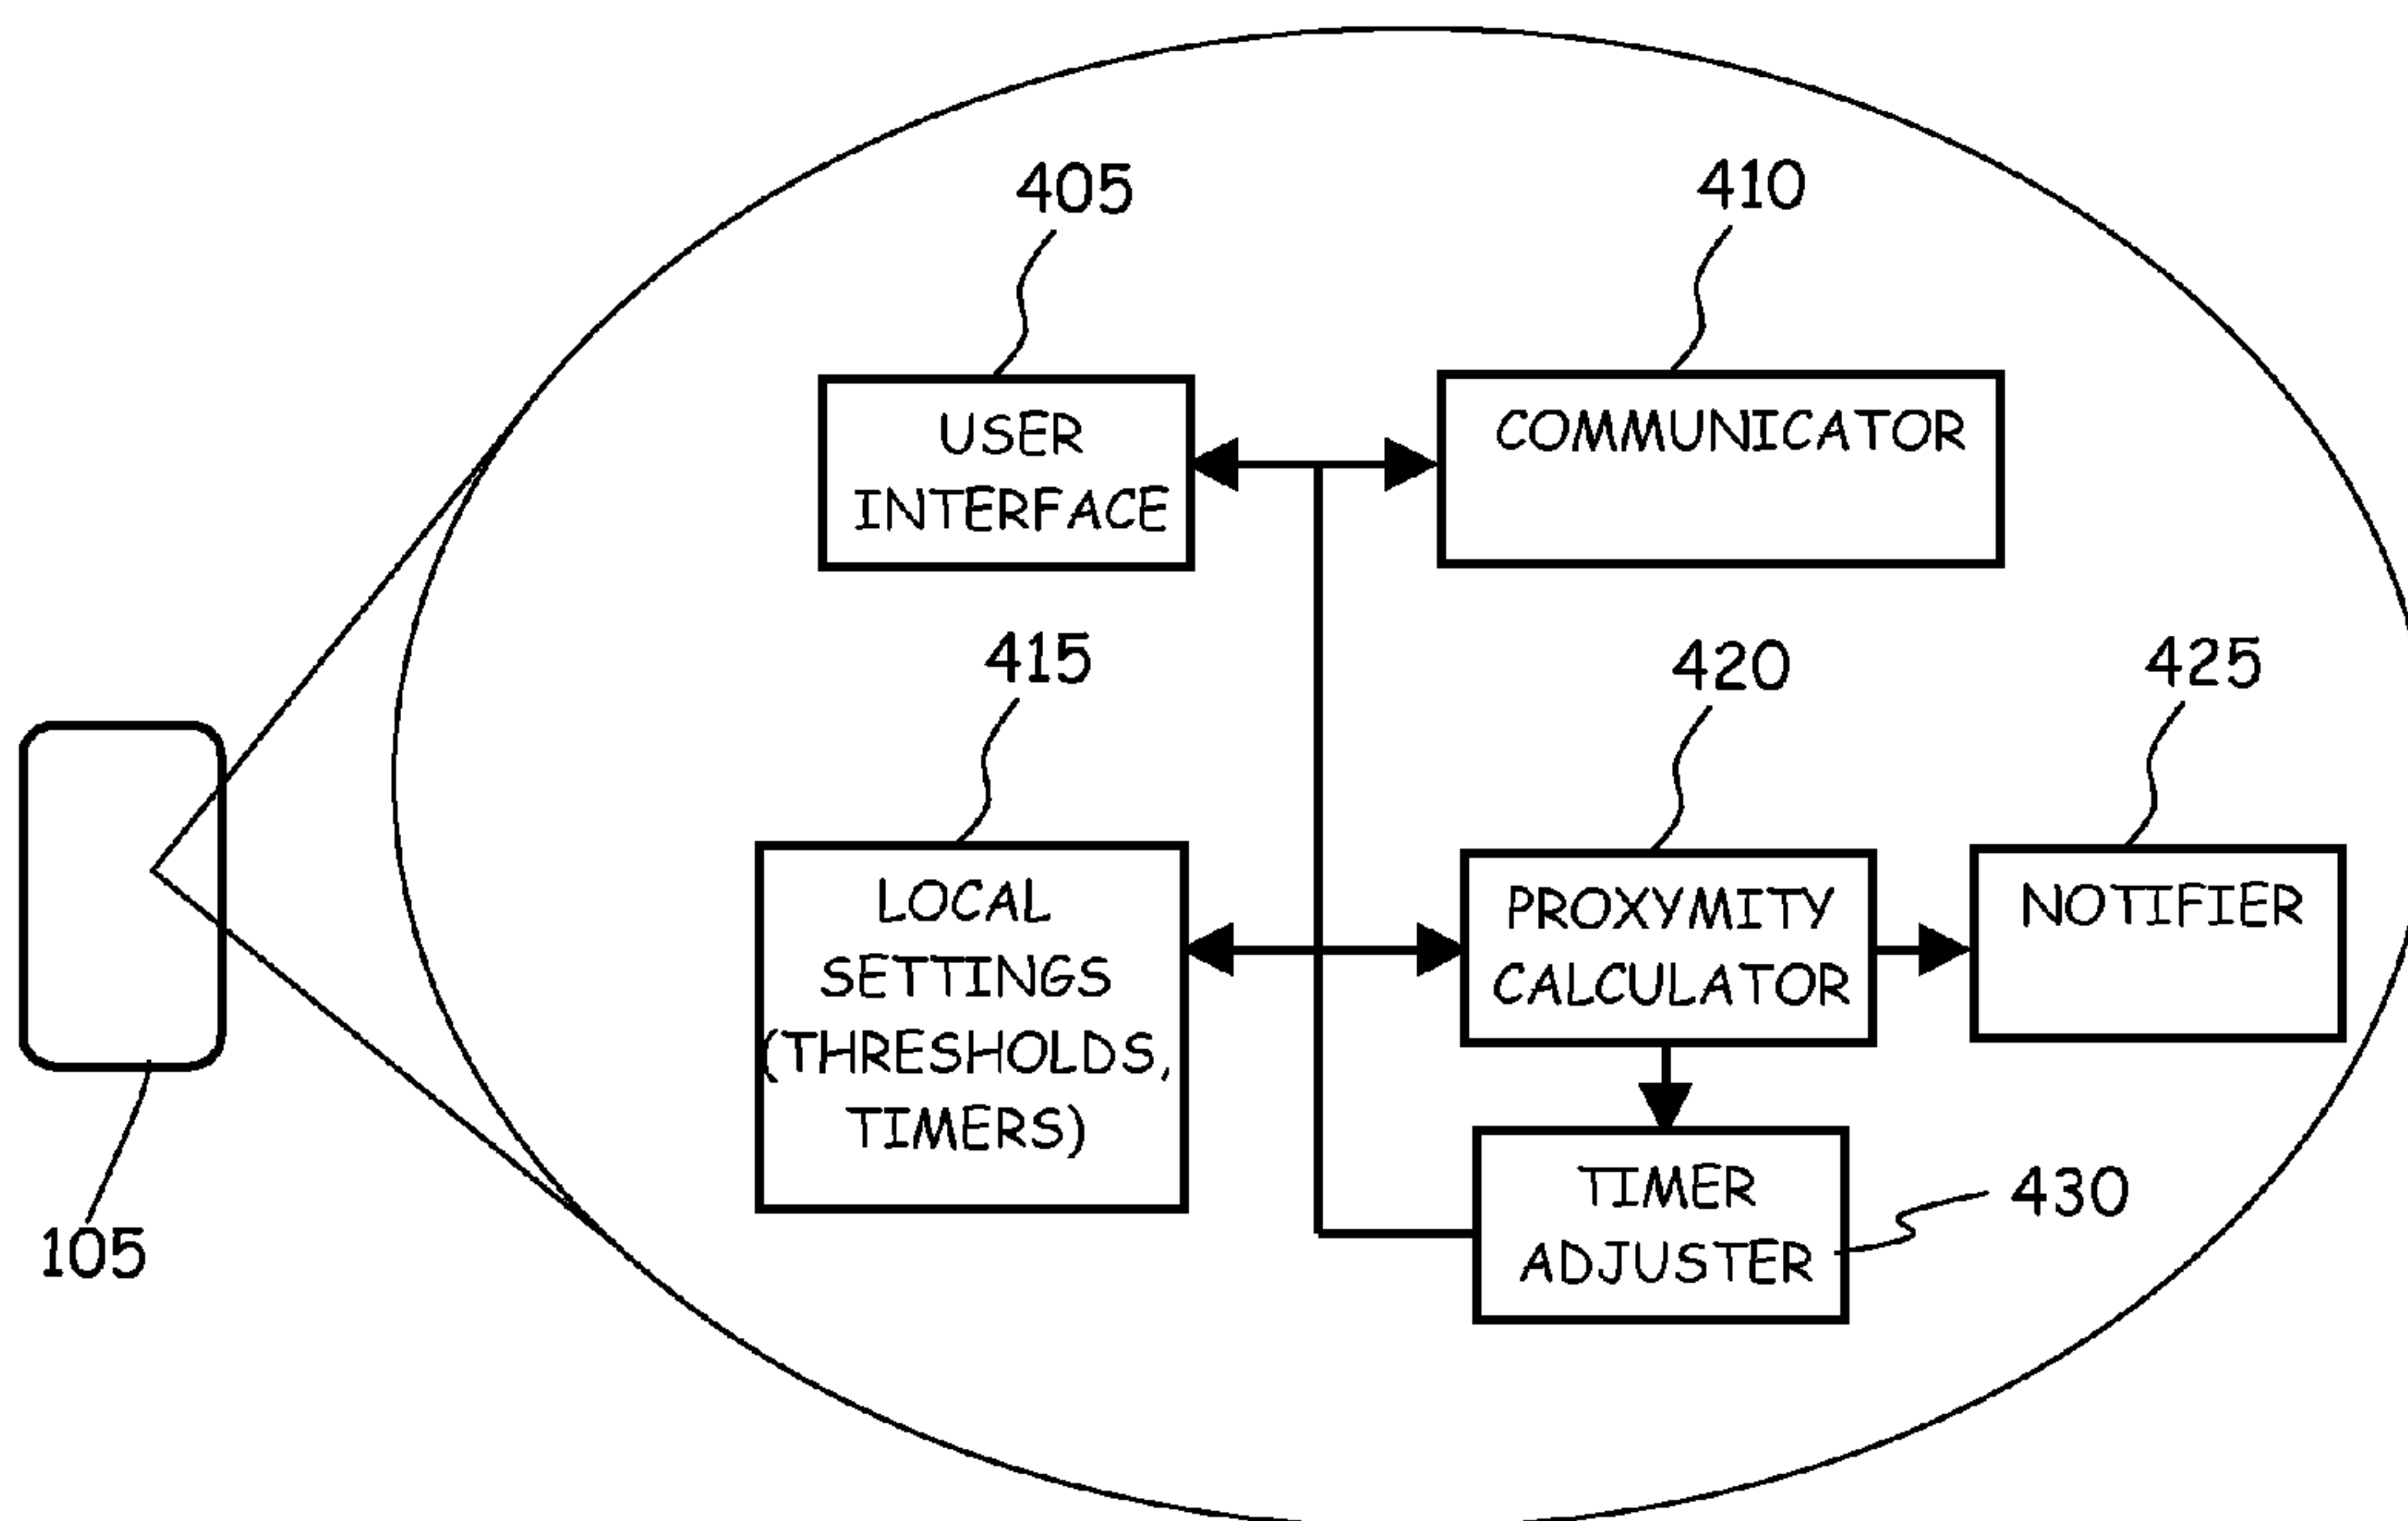 405
410
USER
INTERFACE
COMMUNICATOR
415
420
425
LOCAL
SETTINGS
(THRESHOLDS,
TIMERS)
PROXYMITY
CALCULATOR
NOTIFIER
TIMER
ADJUSTER
430
105